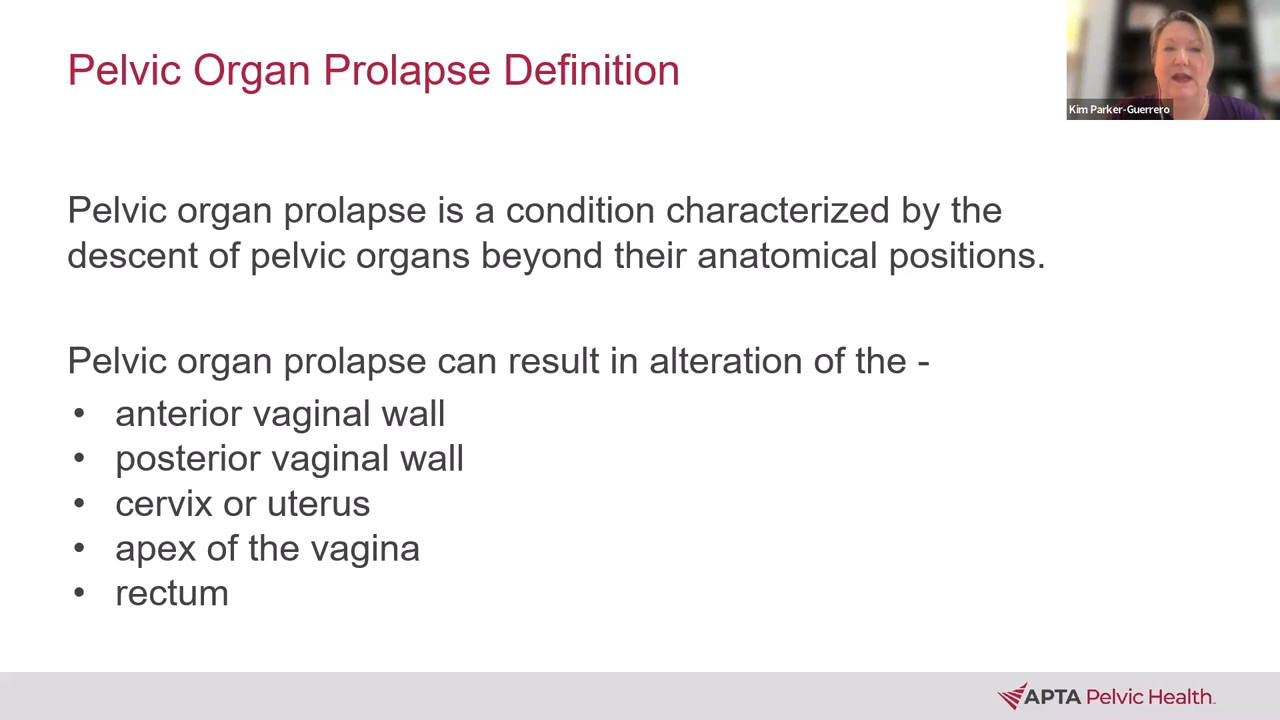 Pelvic Organ Prolapse Definition
Kim Parker-Guerrero
Pelvic organ prolapse is a condition characterized by the
descent of pelvic organs beyond their anatomical positions.
Pelvic organ prolapse can result in alteration of the -
• anterior vaginal wall
• posterior vaginal wall
• cervix or uterus
• apex of the vagina
• rectum
APTA Pelvic Health